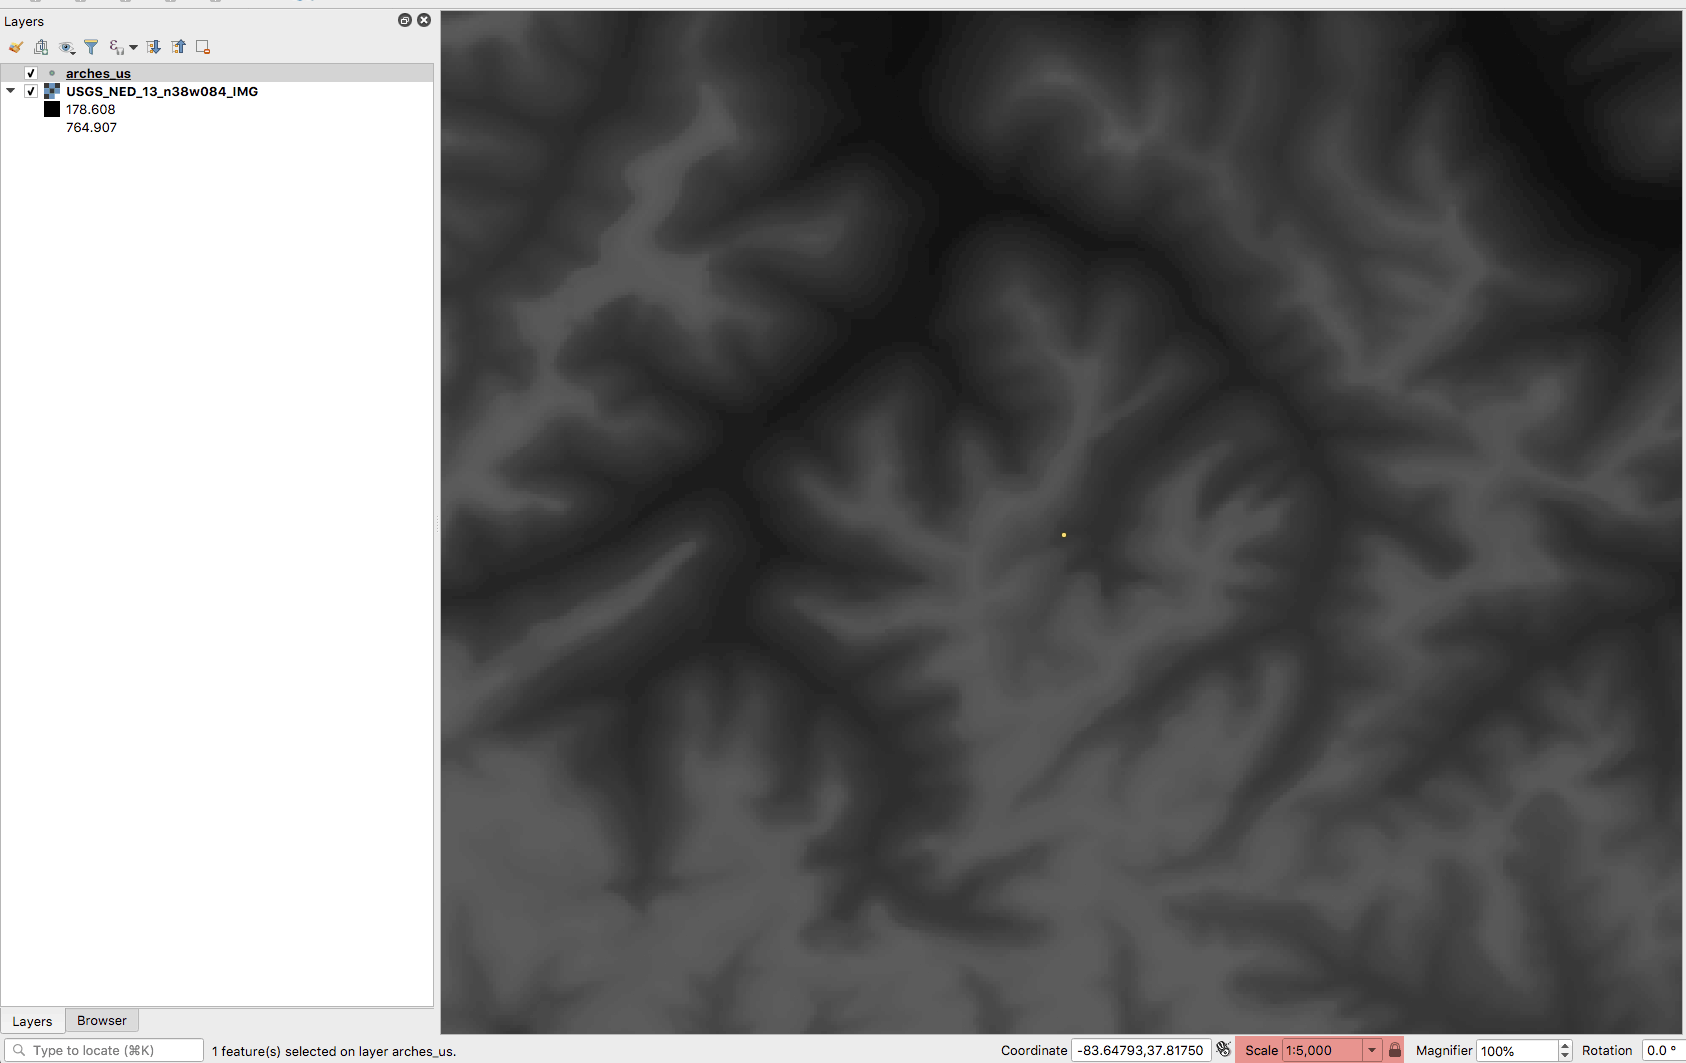 Layers
arches_us
USGS_NED_13_n38w084_IMG
178.608
764.907
Layers
Browser
Type to locate (⌘K)
1 feature(s) selected on layer arches_us.
Coordinate
-83.64793,37.81750
Scale
1:5,000
Magnifier
100%
Rotation
0.0 °